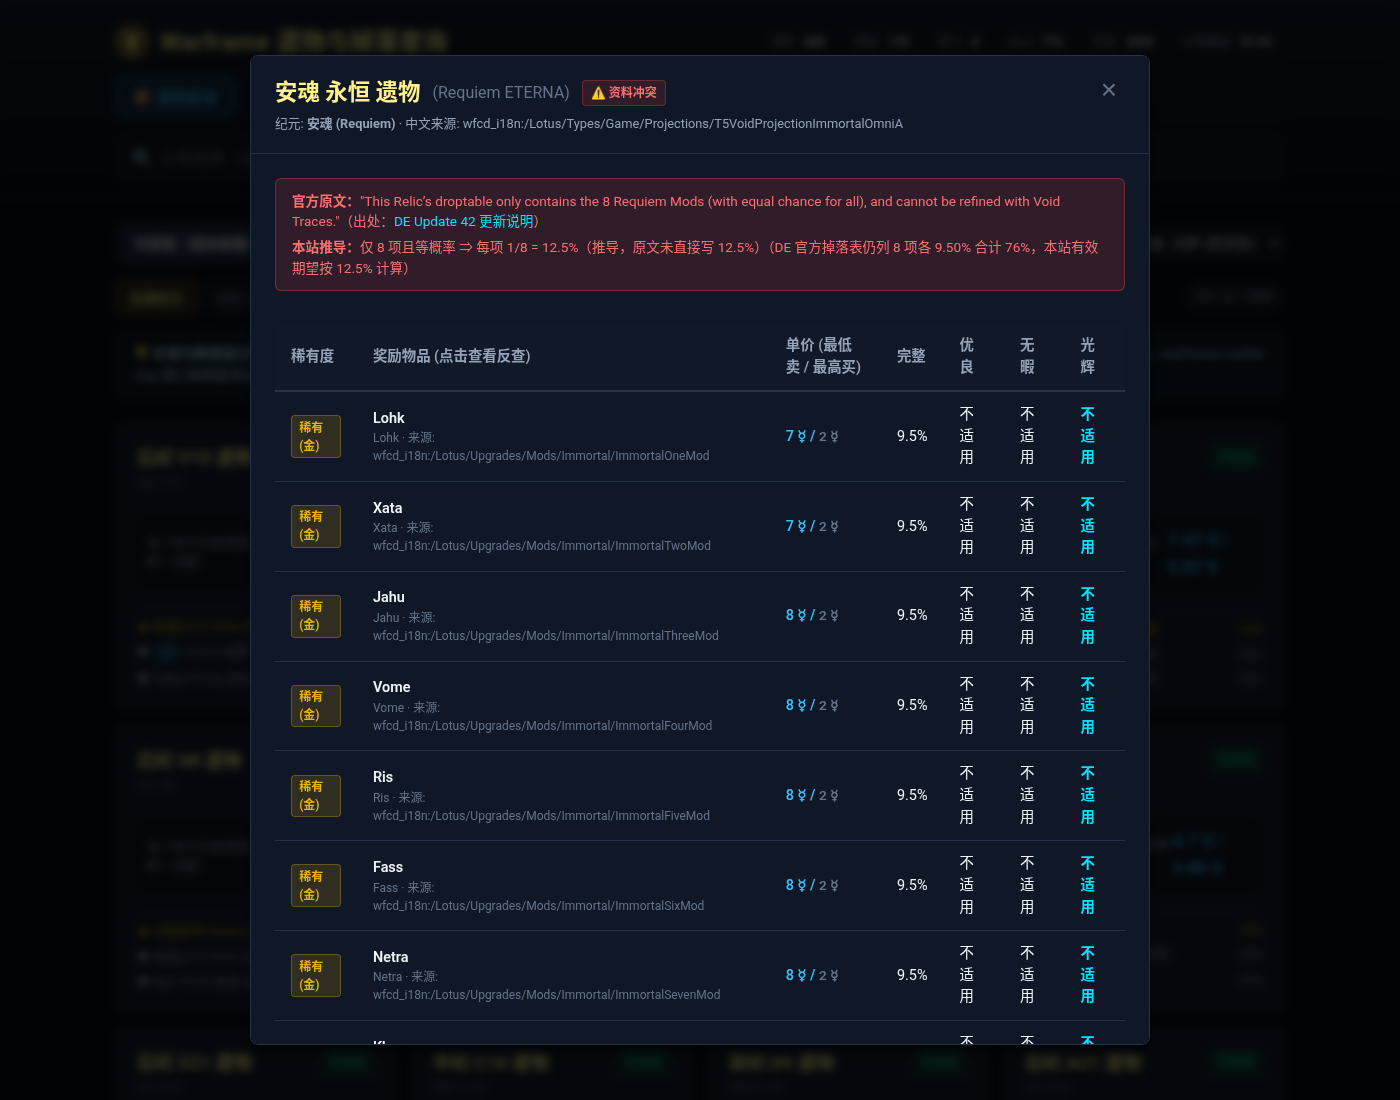 安魂 永恒 遗物 (Requiem ETERNA) ⚠️ 资料冲突 ✕
纪元: 安魂 (Requiem) · 中文来源: wfcd_i18n:/Lotus/Types/Game/Projections/T5VoidProjectionImmortalOmniA
官方原文："This Relic’s droptable only contains the 8 Requiem Mods (with equal chance for all), and cannot be refined with Void
Traces."（出处：DE Update 42 更新说明）
本站推导：仅 8 项且等概率 ⇒ 每项 1/8 = 12.5%（推导，原文未直接写 12.5%）（DE 官方掉落表仍列 8 项各 9.50% 合计 76%，本站有效
期望按 12.5% 计算）
稀有度 奖励物品 (点击查看反查) 单价 (最低
卖 / 最高买) 完整 优
良 无
暇 光
辉
稀有
(金)
Lohk
Lohk · 来源:
wfcd_i18n:/Lotus/Upgrades/Mods/Immortal/ImmortalOneMod
7 ☿ / 2 ☿
9.5%
不
适
用
不
适
用
不
适
用
稀有
(金)
Xata
Xata · 来源:
wfcd_i18n:/Lotus/Upgrades/Mods/Immortal/ImmortalTwoMod
7 ☿ / 2 ☿
9.5%
不
适
用
不
适
用
不
适
用
稀有
(金)
Jahu
Jahu · 来源:
wfcd_i18n:/Lotus/Upgrades/Mods/Immortal/ImmortalThreeMod
8 ☿ / 2 ☿
9.5%
不
适
用
不
适
用
不
适
用
稀有
(金)
Vome
Vome · 来源:
wfcd_i18n:/Lotus/Upgrades/Mods/Immortal/ImmortalFourMod
8 ☿ / 2 ☿
9.5%
不
适
用
不
适
用
不
适
用
稀有
(金)
Ris
Ris · 来源:
wfcd_i18n:/Lotus/Upgrades/Mods/Immortal/ImmortalFiveMod
8 ☿ / 2 ☿
9.5%
不
适
用
不
适
用
不
适
用
稀有
(金)
Fass
Fass · 来源:
wfcd_i18n:/Lotus/Upgrades/Mods/Immortal/ImmortalSixMod
8 ☿ / 2 ☿
9.5%
不
适
用
不
适
用
不
适
用
稀有
(金)
Netra
Netra · 来源:
wfcd_i18n:/Lotus/Upgrades/Mods/Immortal/ImmortalSevenMod
8 ☿ / 2 ☿
9.5%
不
适
用
不
适
用
不
适
用